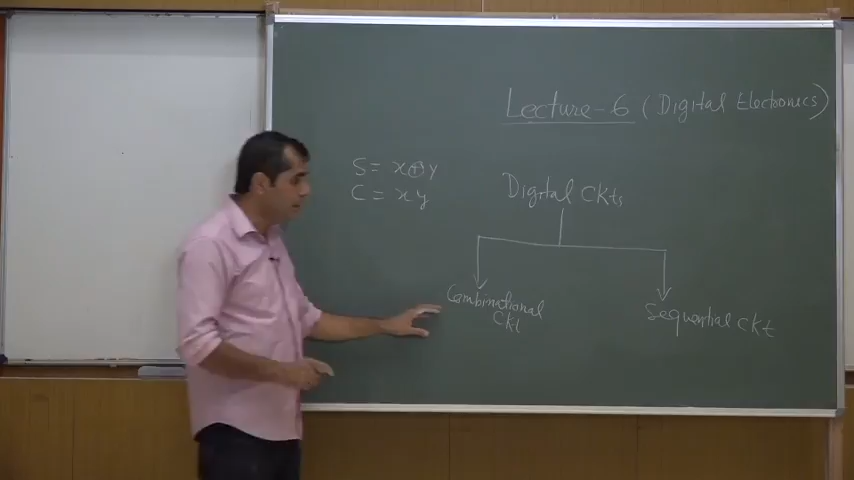 Lecture-6 (Digital Electronics)
S = x⊕y
C = xy
Digital Ckts
Combinational
Ckt
Sequential Ckt